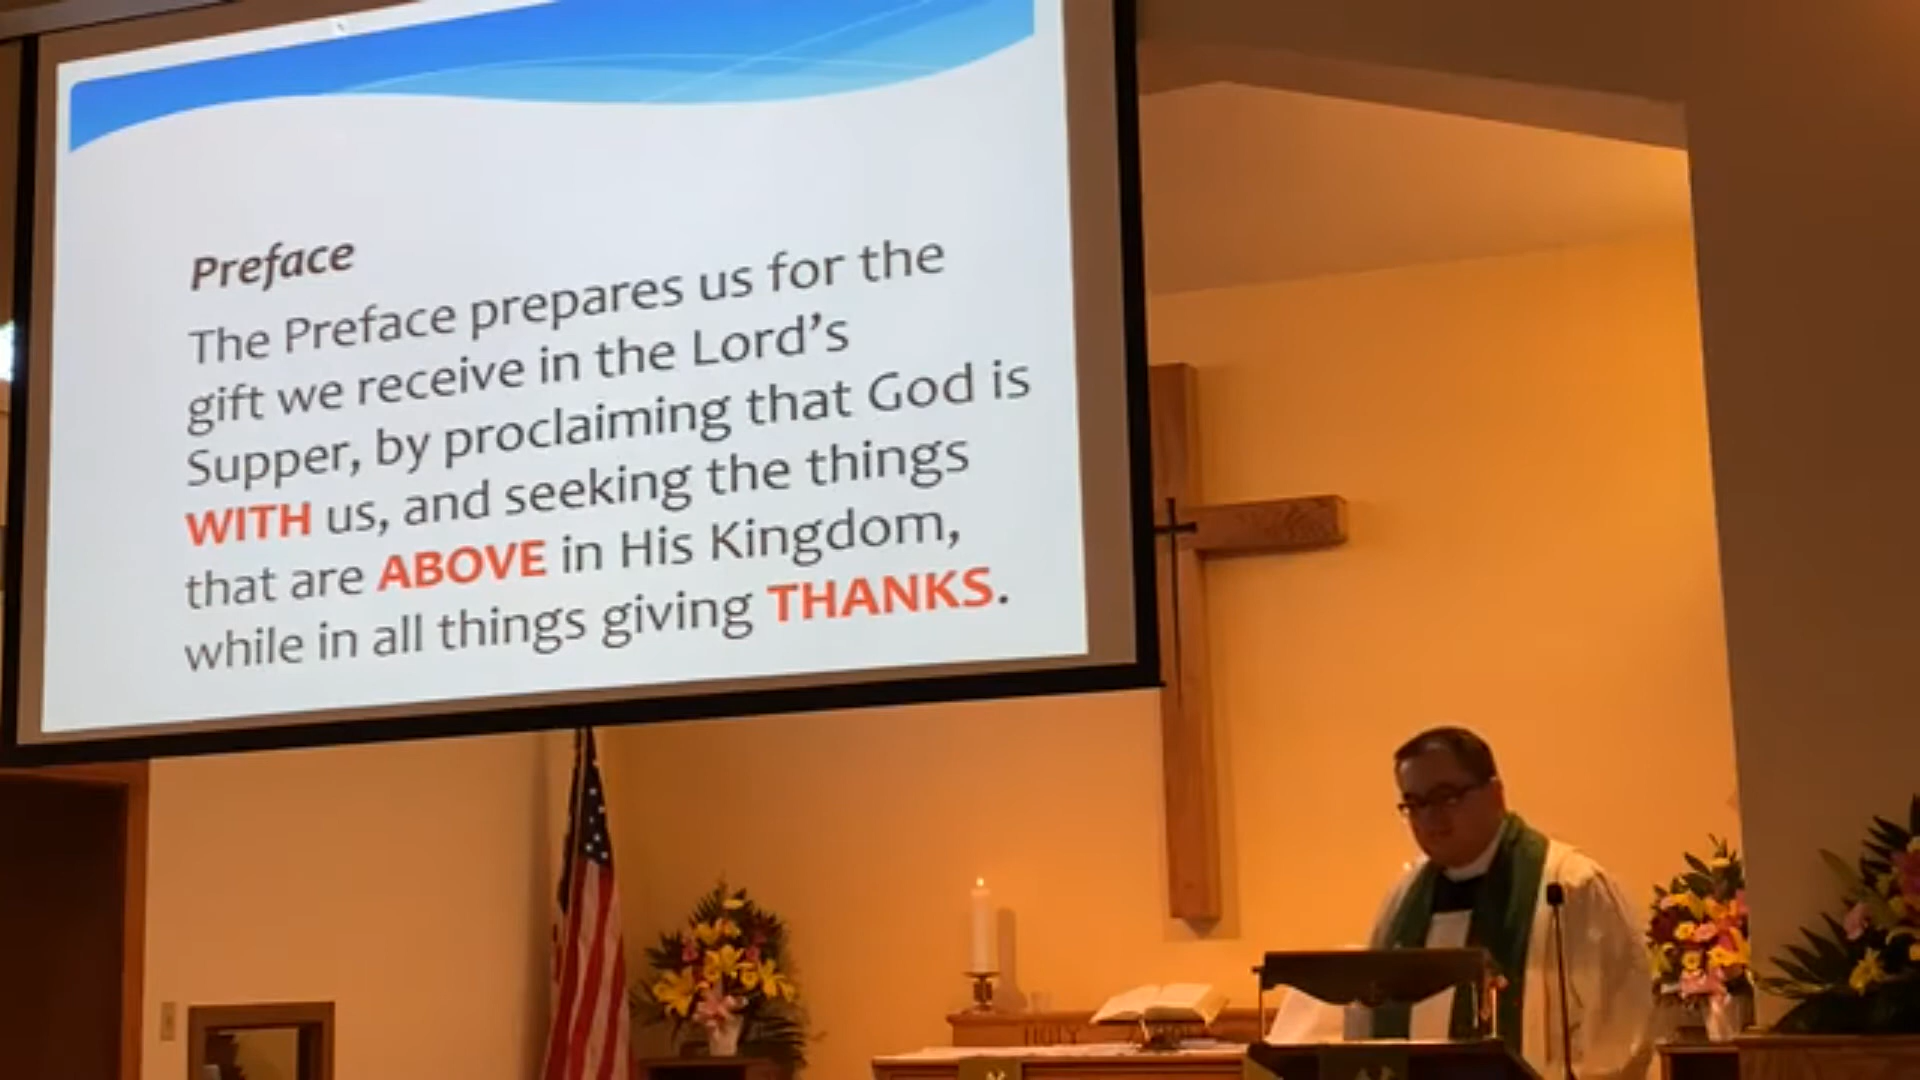 Preface
The Preface prepares us for the
gift we receive in the Lord's
Supper, by proclaiming that God is
WITH us, and seeking the things
that are ABOVE in His Kingdom,
while in all things giving THANKS.
HOLY